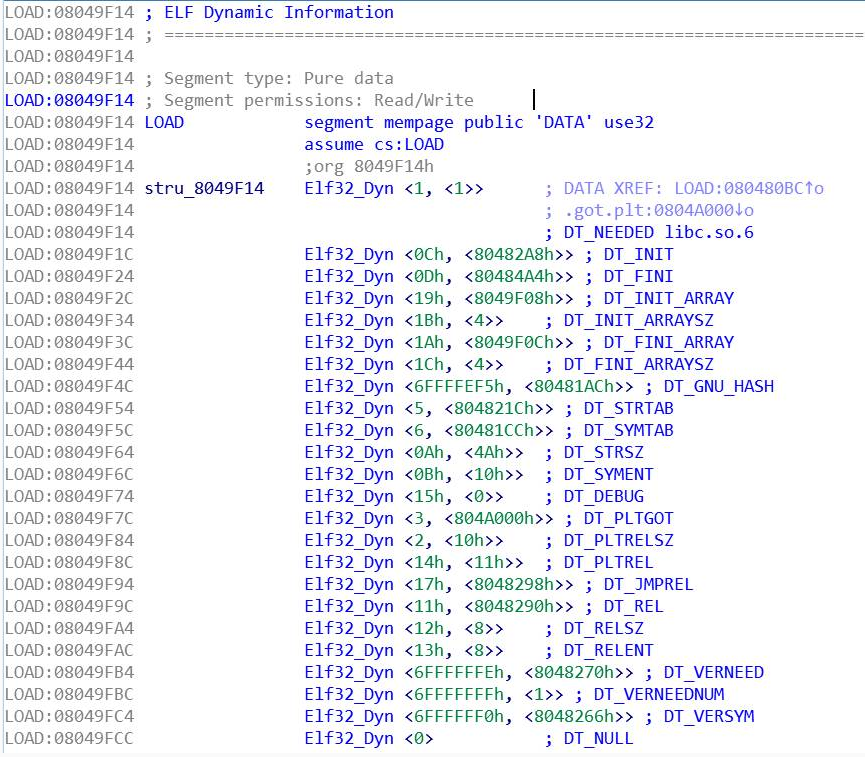 LOAD:08049F14 ; ELF Dynamic Information
LOAD:08049F14 ; ======================================================================
LOAD:08049F14
LOAD:08049F14 ; Segment type: Pure data
LOAD:08049F14 ; Segment permissions: Read/Write
LOAD:08049F14 LOAD            segment mempage public 'DATA' use32
LOAD:08049F14                 assume cs:LOAD
LOAD:08049F14                 ;org 8049F14h
LOAD:08049F14 stru_8049F14    Elf32_Dyn <1, <1>>      ; DATA XREF: LOAD:080480BC↑o
LOAD:08049F14                                         ; .got.plt:0804A000↓o
LOAD:08049F14                                         ; DT_NEEDED libc.so.6
LOAD:08049F1C                 Elf32_Dyn <0Ch, <80482A8h>> ; DT_INIT
LOAD:08049F24                 Elf32_Dyn <0Dh, <80484A4h>> ; DT_FINI
LOAD:08049F2C                 Elf32_Dyn <19h, <8049F08h>> ; DT_INIT_ARRAY
LOAD:08049F34                 Elf32_Dyn <1Bh, <4>>    ; DT_INIT_ARRAYSZ
LOAD:08049F3C                 Elf32_Dyn <1Ah, <8049F0Ch>> ; DT_FINI_ARRAY
LOAD:08049F44                 Elf32_Dyn <1Ch, <4>>    ; DT_FINI_ARRAYSZ
LOAD:08049F4C                 Elf32_Dyn <6FFFFEF5h, <80481ACh>> ; DT_GNU_HASH
LOAD:08049F54                 Elf32_Dyn <5, <804821Ch>> ; DT_STRTAB
LOAD:08049F5C                 Elf32_Dyn <6, <80481CCh>> ; DT_SYMTAB
LOAD:08049F64                 Elf32_Dyn <0Ah, <4Ah>>  ; DT_STRSZ
LOAD:08049F6C                 Elf32_Dyn <0Bh, <10h>>  ; DT_SYMENT
LOAD:08049F74                 Elf32_Dyn <15h, <0>>    ; DT_DEBUG
LOAD:08049F7C                 Elf32_Dyn <3, <804A000h>> ; DT_PLTGOT
LOAD:08049F84                 Elf32_Dyn <2, <10h>>    ; DT_PLTRELSZ
LOAD:08049F8C                 Elf32_Dyn <14h, <11h>>  ; DT_PLTREL
LOAD:08049F94                 Elf32_Dyn <17h, <8048298h>> ; DT_JMPREL
LOAD:08049F9C                 Elf32_Dyn <11h, <8048290h>> ; DT_REL
LOAD:08049FA4                 Elf32_Dyn <12h, <8>>    ; DT_RELSZ
LOAD:08049FAC                 Elf32_Dyn <13h, <8>>    ; DT_RELENT
LOAD:08049FB4                 Elf32_Dyn <6FFFFFFEh, <8048270h>> ; DT_VERNEED
LOAD:08049FBC                 Elf32_Dyn <6FFFFFFFh, <1>> ; DT_VERNEEDNUM
LOAD:08049FC4                 Elf32_Dyn <6FFFFFF0h, <8048266h>> ; DT_VERSYM
LOAD:08049FCC                 Elf32_Dyn <0>           ; DT_NULL